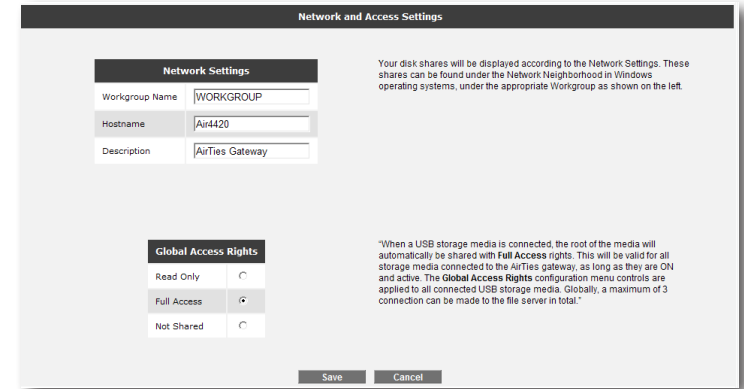 Network and Access Settings
Network Settings
Workgroup Name WORKGROUP
Hostname Air4420
Description AirTies Gateway
Your disk shares will be displayed according to the Network Settings. These
shares can be found under the Network Neighborhood in Windows
operating systems, under the appropriate Workgroup as shown on the left.
Global Access Rights
Read Only
Full Access
Not Shared
“When a USB storage media is connected, the root of the media will
automatically be shared with Full Access rights. This will be valid for all
storage media connected to the AirTies gateway, as long as they are ON
and active. The Global Access Rights configuration menu controls are
applied to all connected USB storage media. Globally, a maximum of 3
connection can be made to the file server in total.”
Save Cancel